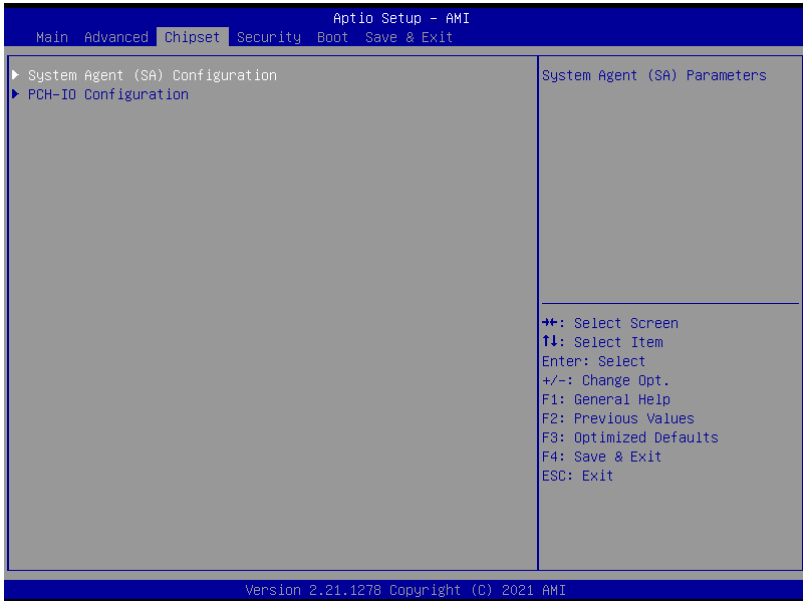 Aptio Setup – AMI
Main Advanced Chipset Security Boot Save & Exit
▶ System Agent (SA) Configuration
▶ PCH-IO Configuration
System Agent (SA) Parameters
→←: Select Screen
↑↓: Select Item
Enter: Select
+/-: Change Opt.
F1: General Help
F2: Previous Values
F3: Optimized Defaults
F4: Save & Exit
ESC: Exit
Version 2.21.1278 Copyright (C) 2021 AMI